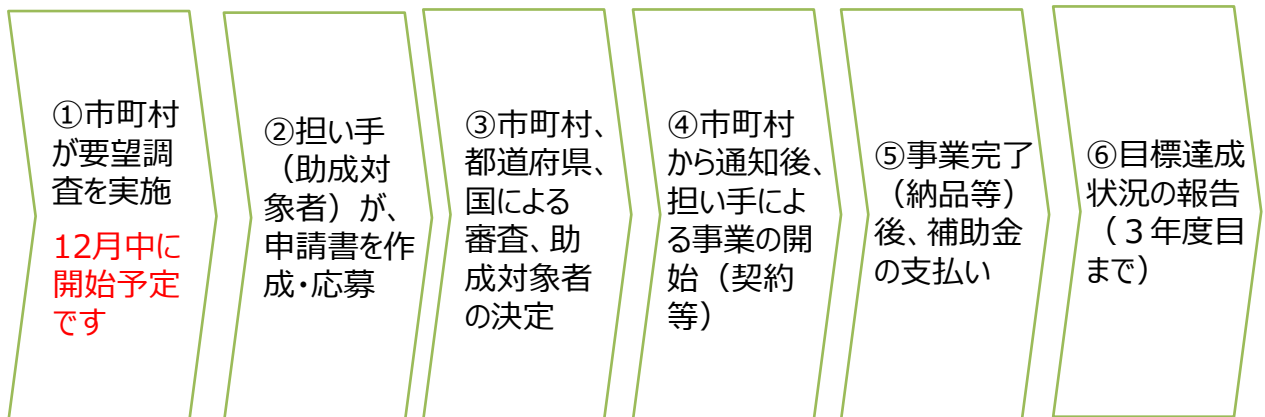 ①市町村
が要望調
査を実施
12月中に
開始予定
です
②担い手
（助成対
象者）が、
申請書を作
成・応募
③市町村、
都道府県、
国による
審査、助
成対象者
の決定
④市町村
から通知後、
担い手によ
る事業の開
始（契約
等）
⑤事業完了
（納品等）
後、補助金
の支払い
⑥目標達成
状況の報告
（３年度目
まで）